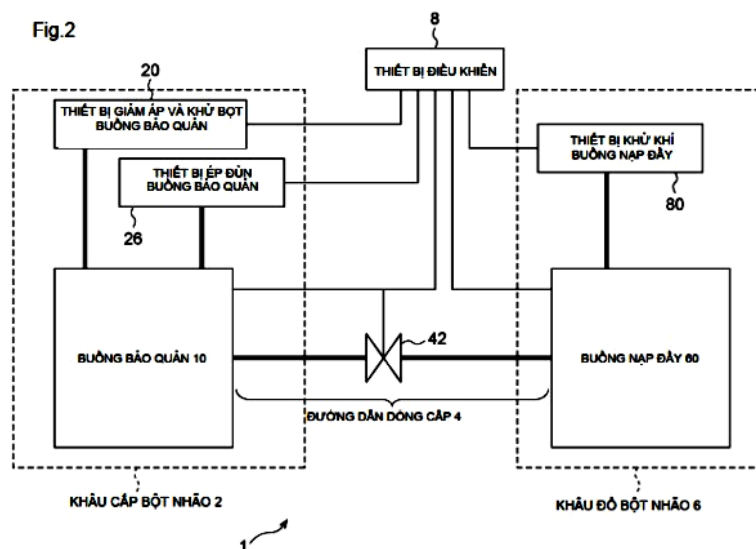 Fig.2
8
THIẾT BỊ ĐIỀU KHIỂN
20
THIẾT BỊ GIẢM ÁP VÀ KHỬ BỌT
BUỒNG BẢO QUẢN
THIẾT BỊ ÉP ĐÙN
BUỒNG BẢO QUẢN
26
THIẾT BỊ KHỬ KHÍ
BUỒNG NẠP ĐẦY
80
BUỒNG BẢO QUẢN 10
42
BUỒNG NẠP ĐẦY 60
ĐƯỜNG DẪN DÒNG CẤP 4
KHÂU CẤP BỘT NHÃO 2
KHÂU ĐỔ BỘT NHÃO 6
1